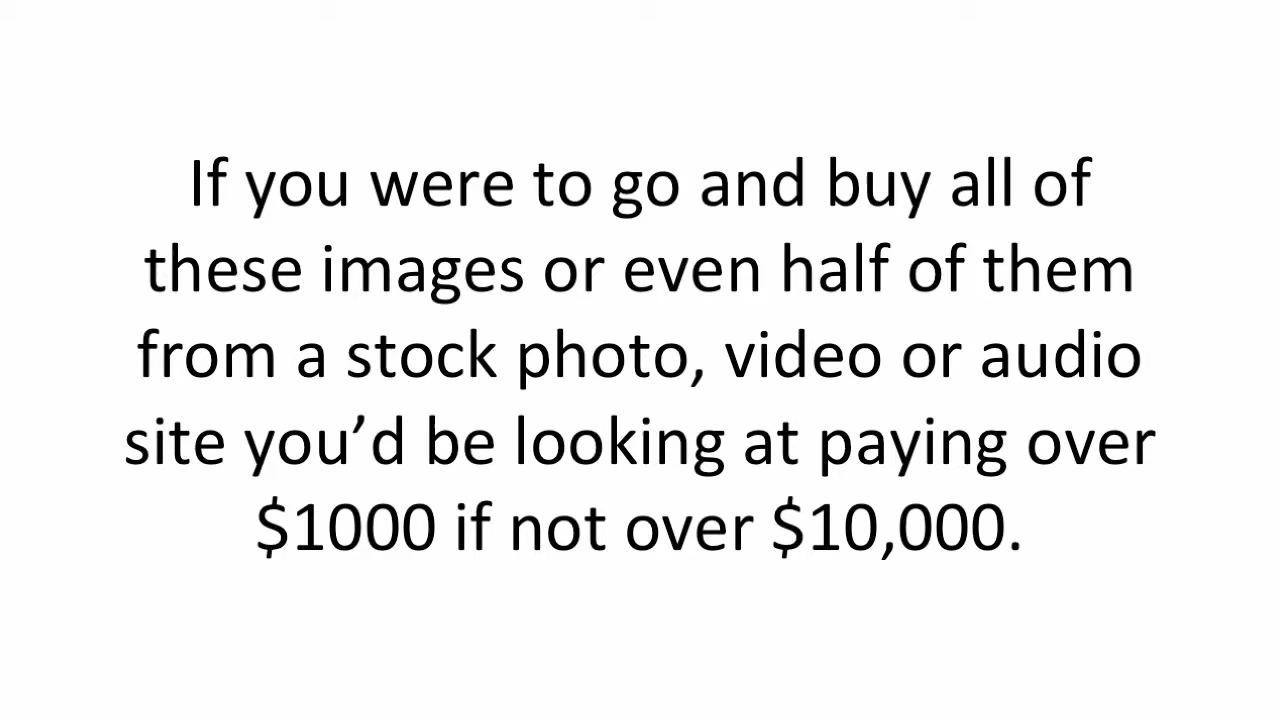 If you were to go and buy all of
these images or even half of them
from a stock photo, video or audio
site you’d be looking at paying over
$1000 if not over $10,000.